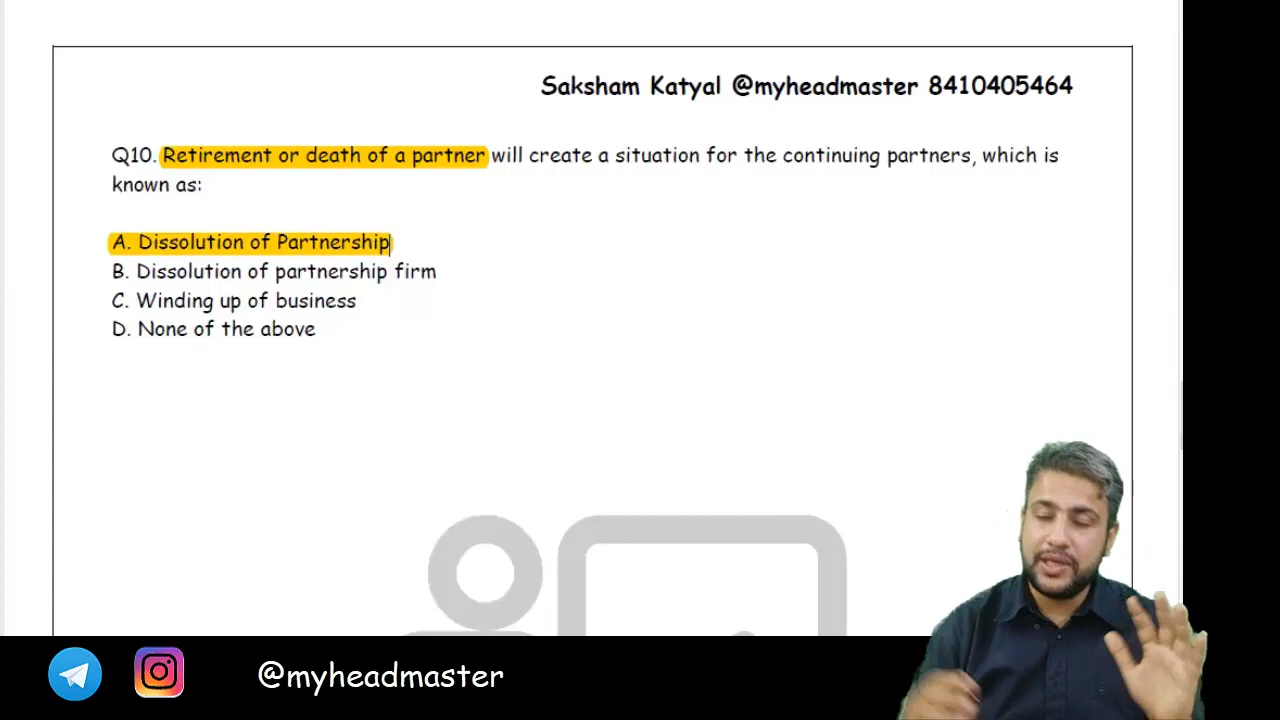 Saksham Katyal @myheadmaster 8410405464
Q10. Retirement or death of a partner will create a situation for the continuing partners, which is
known as:
A. Dissolution of Partnership
B. Dissolution of partnership firm
C. Winding up of business
D. None of the above
@myheadmaster